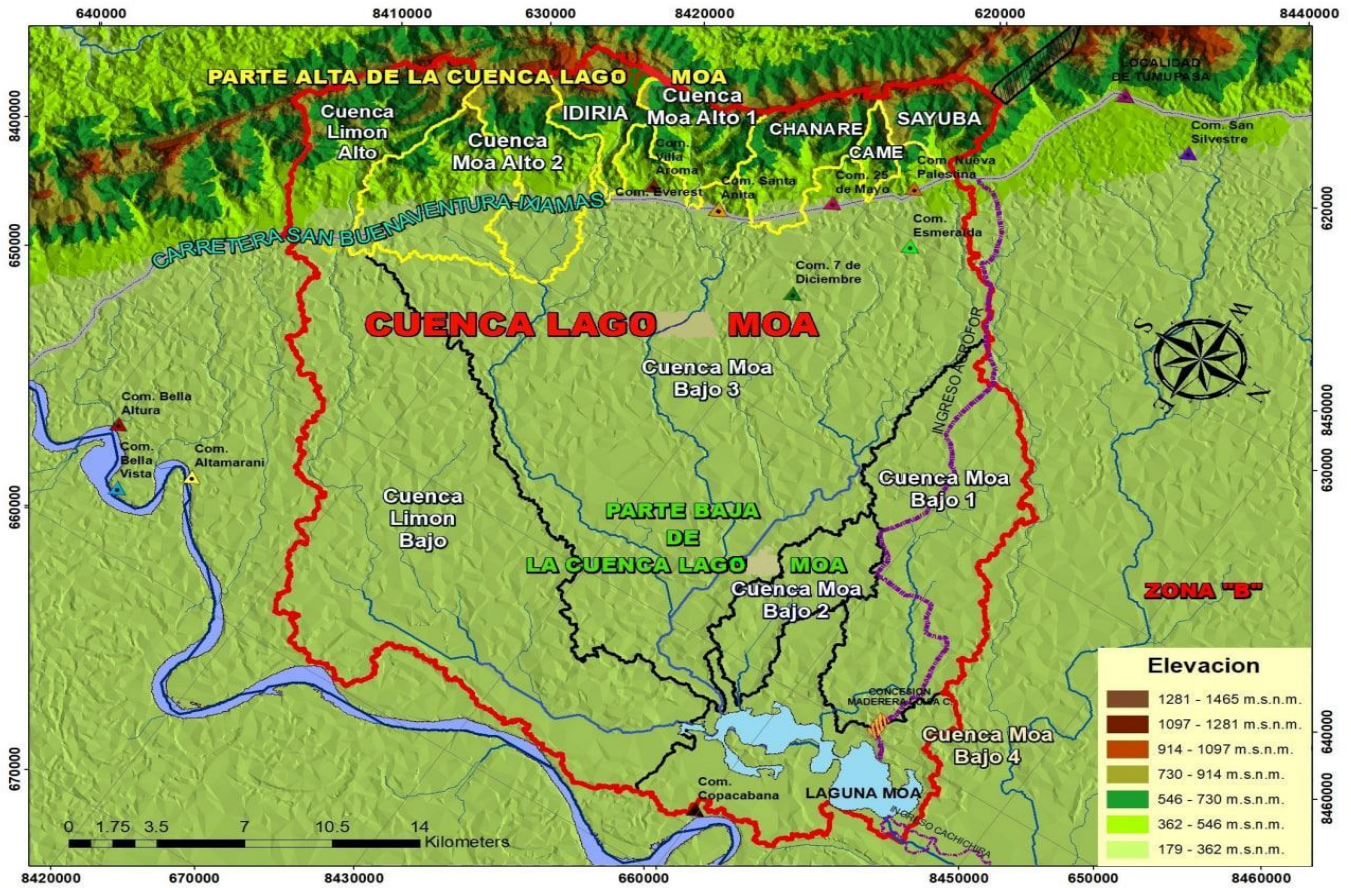 640000
8410000
630000
8420000
620000
8440000
PARTE ALTA DE LA CUENCA LAGO MOA
LOCALIDAD
DE TUMUPASA
Cuenca
Limon
Alto
Cuenca
Moa Alto 2
IDIRIA
Cuenca
Moa Alto 1
CHANARE
SAYUBA
CAME
Com. San
Silvestre
Com.
Villa
Aroma
Com. Everest
Com. Santa
Anita
Com. 25
de Mayo
Com. Nueva
Palestina
Com.
Esmeralda
CARRETERA SAN BUENAVENTURA-IXIAMAS
Com. 7 de
Diciembre
CUENCA LAGO MOA
Cuenca Moa
Bajo 3
INGRESO AGROFOR
S
W
E
N
Com. Bella
Altura
Com.
Bella
Vista
Com.
Altamarani
Cuenca
Limon
Bajo
Cuenca Moa
Bajo 1
PARTE BAJA
DE
LA CUENCA LAGO MOA
Cuenca Moa
Bajo 2
ZONA "B"
CONCESION
MADERERA
Cuenca Moa
Bajo 4
LAGUNA MOA
Com.
Copacabana
INGRESO CACHICHIRA
0 1.75 3.5 7 10.5 14
Kilometers
Elevacion
1281 - 1465 m.s.n.m.
1097 - 1281 m.s.n.m.
914 - 1097 m.s.n.m.
730 - 914 m.s.n.m.
546 - 730 m.s.n.m.
362 - 546 m.s.n.m.
179 - 362 m.s.n.m.
8400000
650000
660000
670000
620000
8450000
630000
640000
8460000
8420000
670000
8430000
660000
8450000
650000
8460000